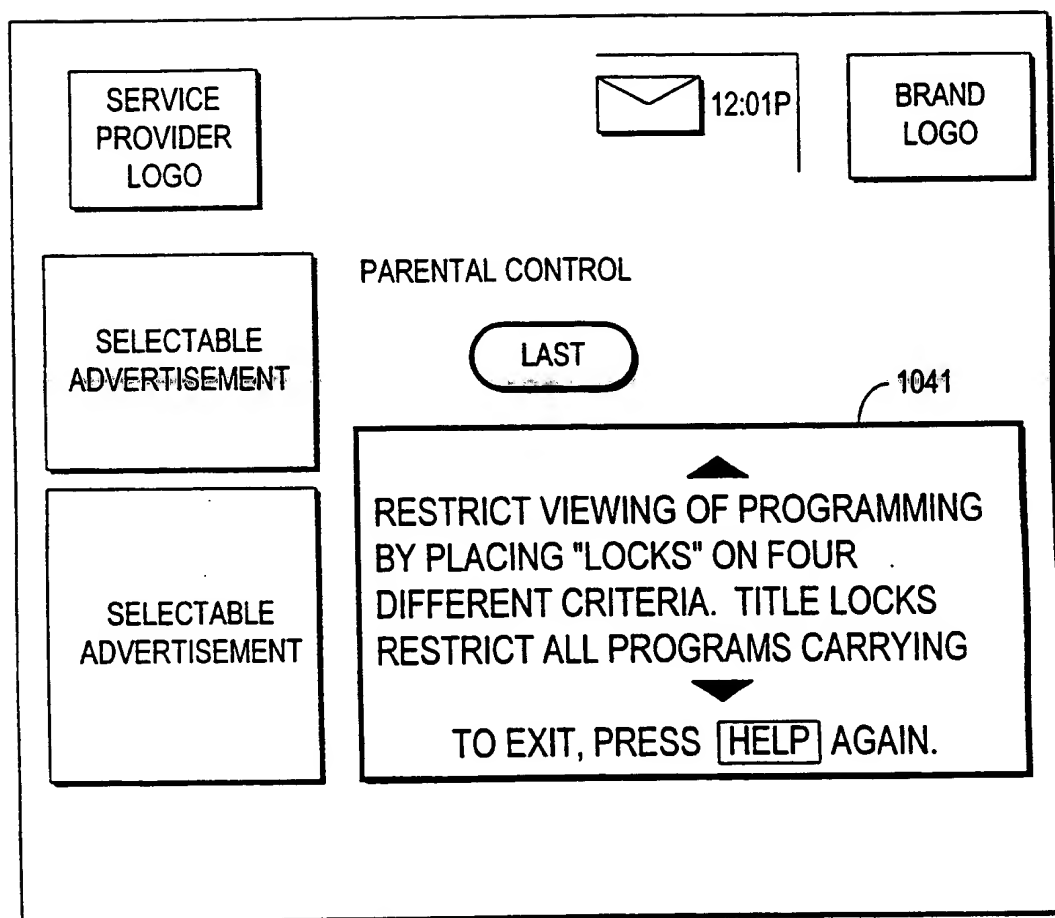 SERVICE
PROVIDER
LOGO
12:01P
BRAND
LOGO
PARENTAL CONTROL
SELECTABLE
ADVERTISEMENT
LAST
1041
RESTRICT VIEWING OF PROGRAMMING
BY PLACING "LOCKS" ON FOUR
DIFFERENT CRITERIA. TITLE LOCKS
RESTRICT ALL PROGRAMS CARRYING
TO EXIT, PRESS HELP AGAIN.
SELECTABLE
ADVERTISEMENT